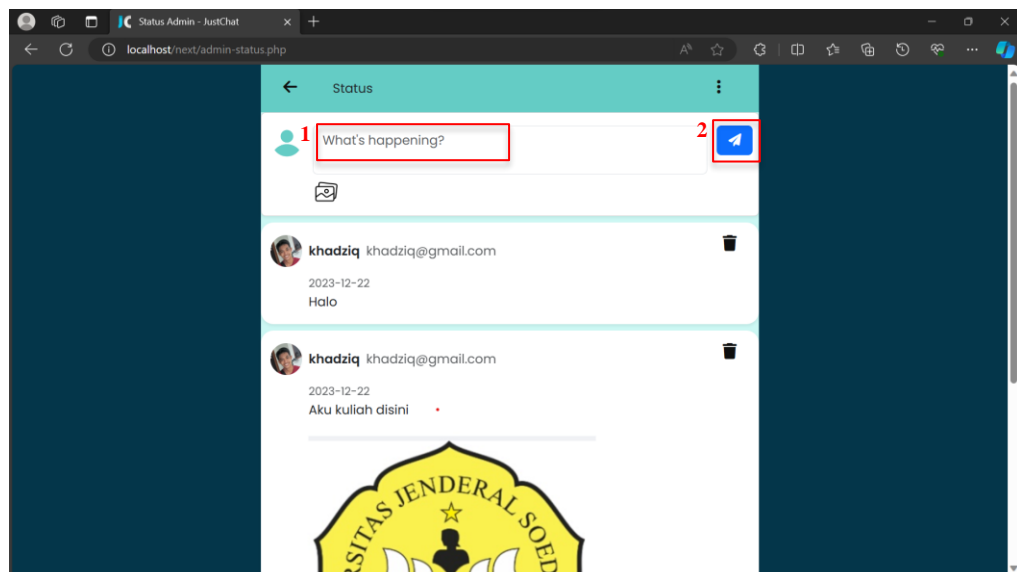 Status Admin - JustChat
localhost/next/admin-status.php
Status
1
What's happening?
2
khadziq khadziq@gmail.com
2023-12-22
Halo
khadziq khadziq@gmail.com
2023-12-22
Aku kuliah disini
RSITAS JENDERAL SOED